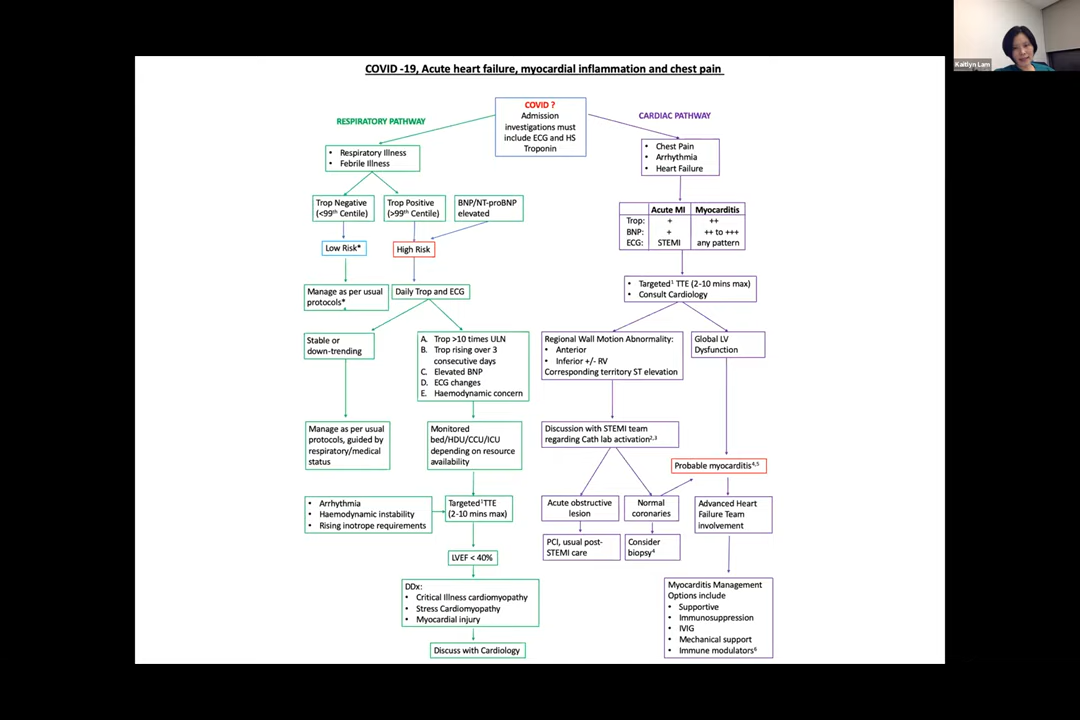 COVID -19, Acute heart failure, myocardial inflammation and chest pain
Kaitlyn Lam
COVID ?
Admission
investigations must
include ECG and HS
Troponin
RESPIRATORY PATHWAY
CARDIAC PATHWAY
• Respiratory Illness
• Febrile Illness
• Chest Pain
• Arrhythmia
• Heart Failure
Trop Negative
(<99th Centile)
Trop Positive
(>99th Centile)
BNP/NT-proBNP
elevated
Acute MI Myocarditis
Trop: + ++
BNP: + ++ to +++
ECG: STEMI any pattern
Low Risk*
High Risk
Manage as per usual
protocols*
Daily Trop and ECG
• Targeted¹ TTE (2-10 mins max)
• Consult Cardiology
Stable or
down-trending
A. Trop >10 times ULN
B. Trop rising over 3
consecutive days
C. Elevated BNP
D. ECG changes
E. Haemodynamic concern
Regional Wall Motion Abnormality:
• Anterior
• Inferior +/- RV
Corresponding territory ST elevation
Global LV
Dysfunction
Manage as per usual
protocols, guided by
respiratory/medical
status
Monitored
bed/HDU/CCU/ICU
depending on resource
availability
Discussion with STEMI team
regarding Cath lab activation²,³
Probable myocarditis⁴,⁵
• Arrhythmia
• Haemodynamic instability
• Rising inotrope requirements
Targeted¹TTE
(2-10 mins max)
Acute obstructive
lesion
Normal
coronaries
Advanced Heart
Failure Team
involvement
PCI, usual post-
STEMI care
Consider
biopsy⁴
LVEF < 40%
DDx:
• Critical Illness cardiomyopathy
• Stress Cardiomyopathy
• Myocardial injury
Discuss with Cardiology
Myocarditis Management
Options include
• Supportive
• Immunosuppression
• IVIG
• Mechanical support
• Immune modulators⁶